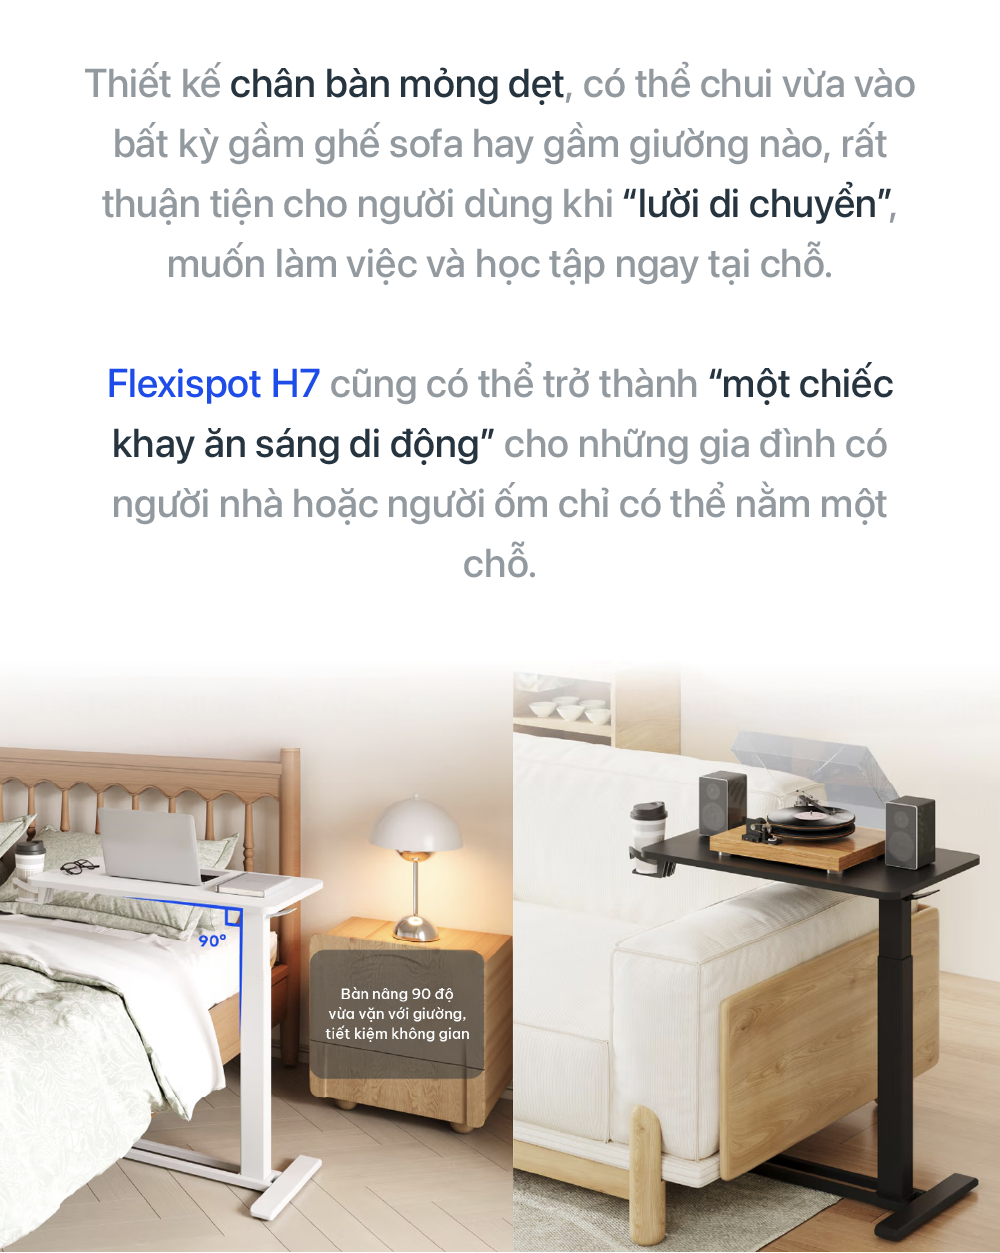 Thiết kế chân bàn mỏng dẹt, có thể chui vừa vào
bất kỳ gầm ghế sofa hay gầm giường nào, rất
thuận tiện cho người dùng khi “lười di chuyển”,
muốn làm việc và học tập ngay tại chỗ.
Flexispot H7 cũng có thể trở thành “một chiếc
khay ăn sáng di động” cho những gia đình có
người nhà hoặc người ốm chỉ có thể nằm một
chỗ.
90°
Bàn nâng 90 độ
vừa vặn với giường,
tiết kiệm không gian